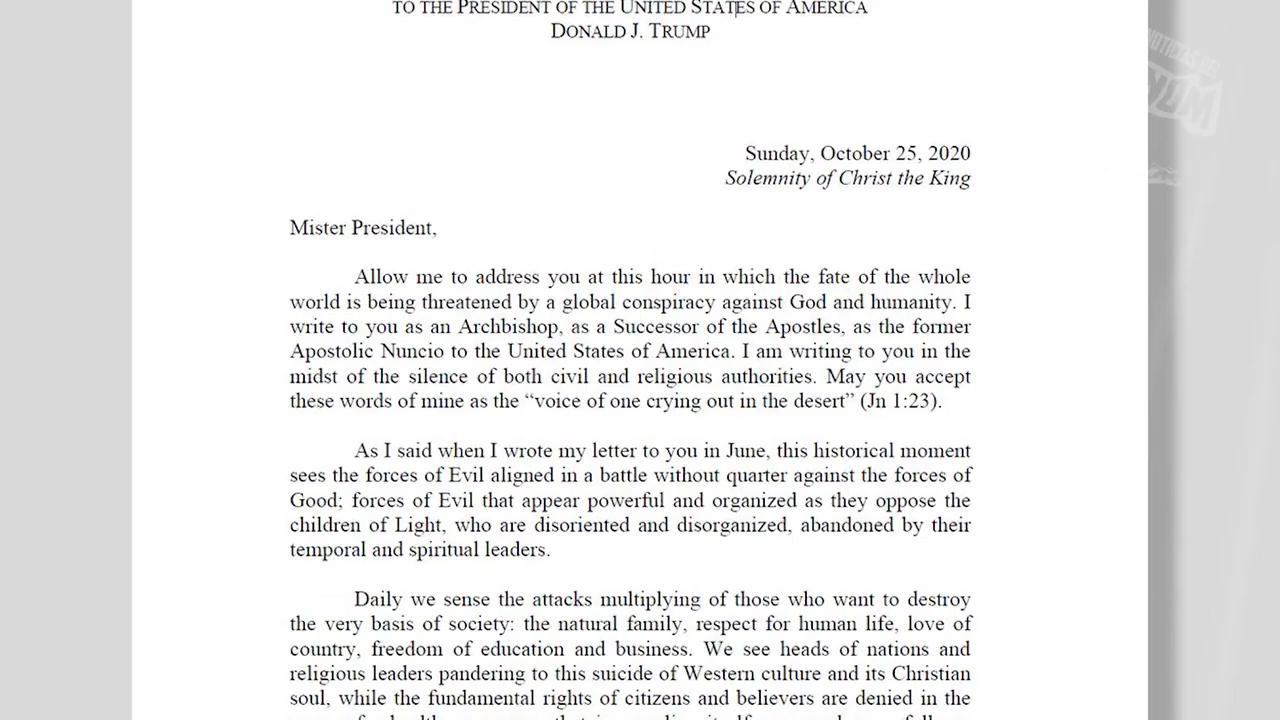 TO THE PRESIDENT OF THE UNITED STATES OF AMERICA
DONALD J. TRUMP
NOTICIAS DEL
NOM
Sunday, October 25, 2020
Solemnity of Christ the King
Mister President,
Allow me to address you at this hour in which the fate of the whole
world is being threatened by a global conspiracy against God and humanity. I
write to you as an Archbishop, as a Successor of the Apostles, as the former
Apostolic Nuncio to the United States of America. I am writing to you in the
midst of the silence of both civil and religious authorities. May you accept
these words of mine as the “voice of one crying out in the desert” (Jn 1:23).
As I said when I wrote my letter to you in June, this historical moment
sees the forces of Evil aligned in a battle without quarter against the forces of
Good; forces of Evil that appear powerful and organized as they oppose the
children of Light, who are disoriented and disorganized, abandoned by their
temporal and spiritual leaders.
Daily we sense the attacks multiplying of those who want to destroy
the very basis of society: the natural family, respect for human life, love of
country, freedom of education and business. We see heads of nations and
religious leaders pandering to this suicide of Western culture and its Christian
soul, while the fundamental rights of citizens and believers are denied in the